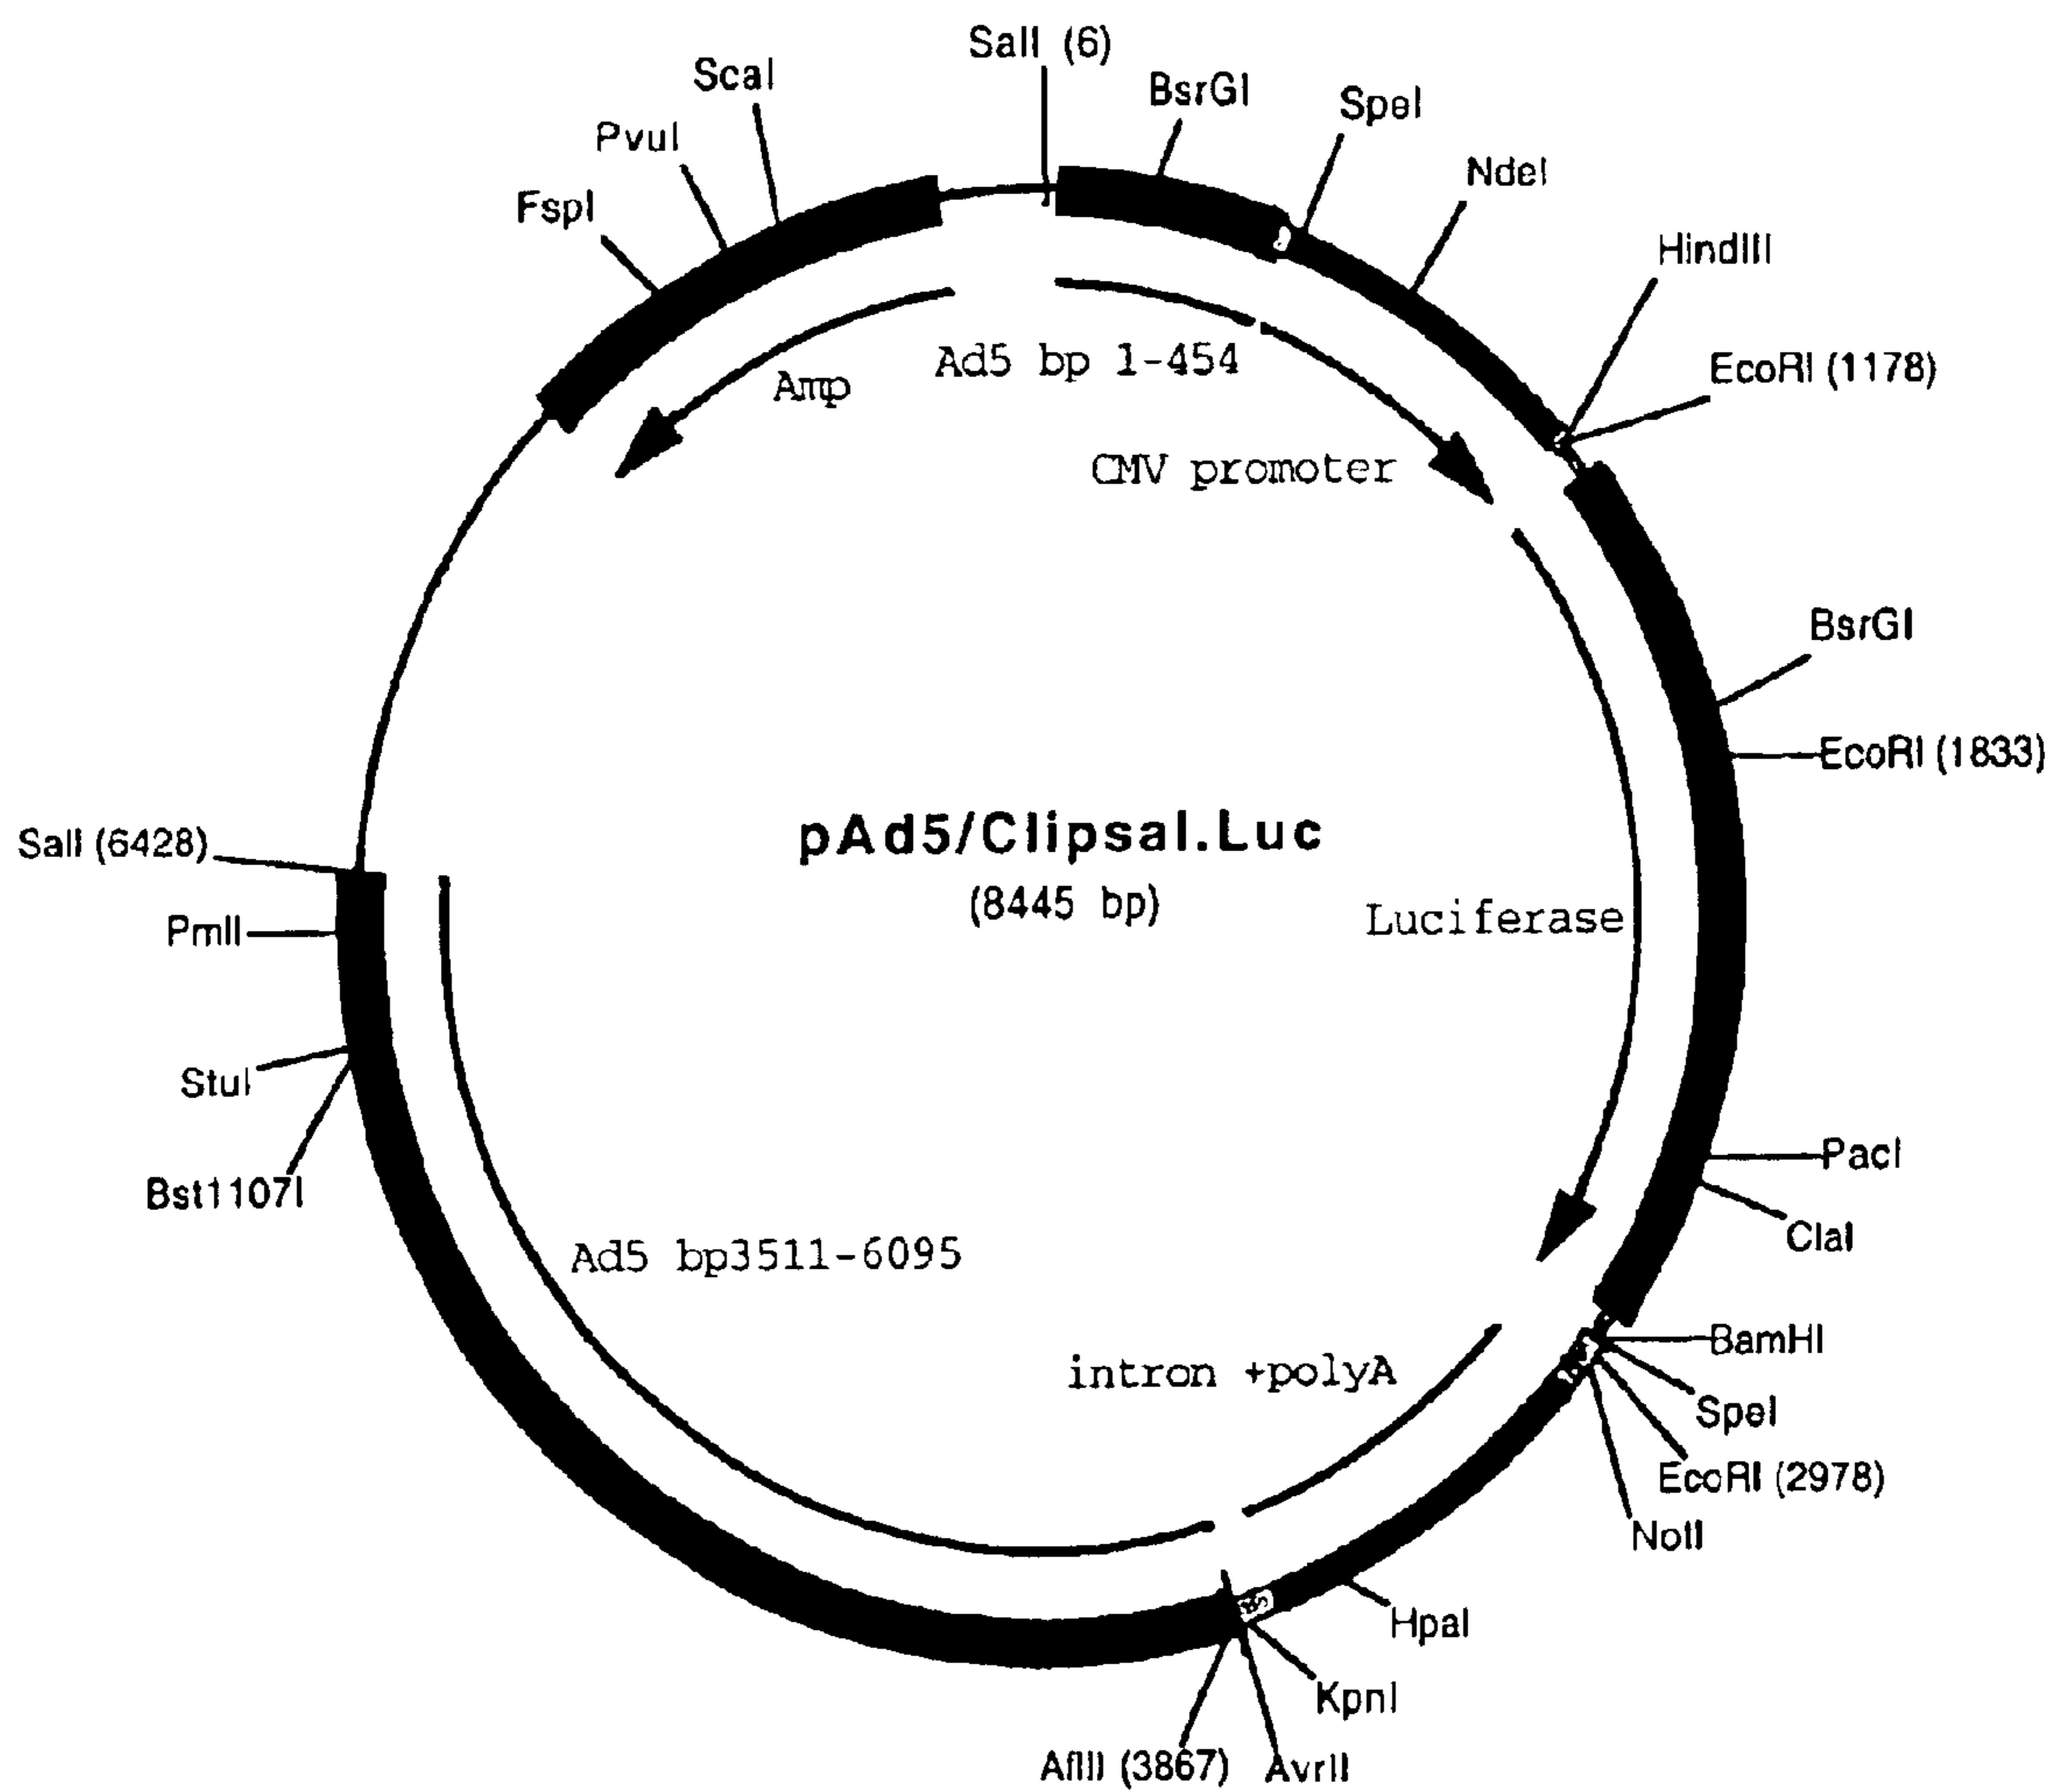 SalI (6)
ScaI
BsrGI
SpeI
PvuI
NdeI
FspI
HindIII
EcoRI (1178)
Ad5 bp 1-454
Amp
CMV promoter
BsrGI
EcoRI (1833)
pAd5/Clipsal.Luc
(8445 bp)
SalI (6428)
Luciferase
PmlI
StuI
PacI
Bst1107I
ClaI
Ad5 bp3511-6095
BamHI
intron +polyA
SpeI
EcoRI (2978)
NotI
HpaI
KpnI
AflII (3867)
AvrII